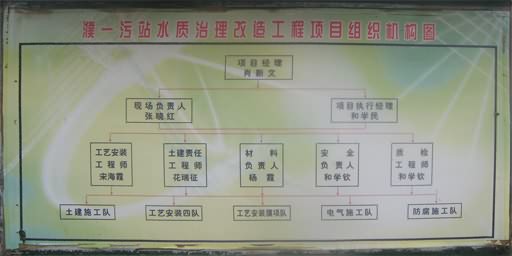 濮一污站水质治理改造工程项目组织机构图
项目经理
肖新文
现场负责人
张晓红
项目执行经理
和学民
工艺安装
工程师
宋海霞
土建责任
工程师
花瑞征
材料
负责人
杨霞
安全
负责人
和学钦
质检
工程师
和学钦
土建施工队
工艺安装四队
工艺安装撬项队
电气施工队
防腐施工队